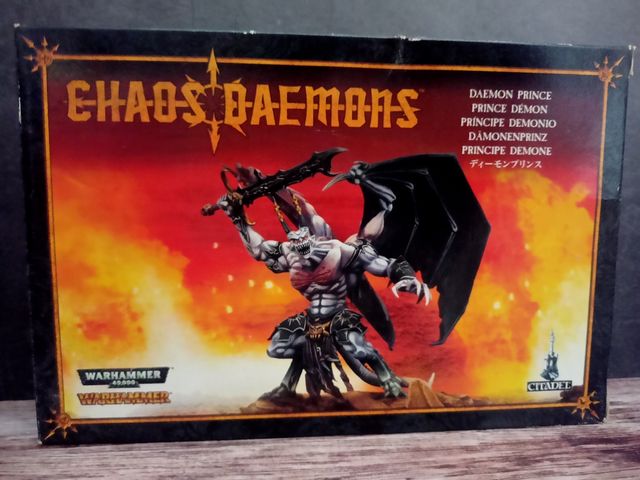 CHAOS DAEMONS
DAEMON PRINCE
PRINCE DÉMON
PRÍNCIPE DEMONIO
DÄMONENPRINZ
PRINCIPE DEMONE
ディーモンプリンス
WARHAMMER
40,000
WARHAMMER
CITADEL